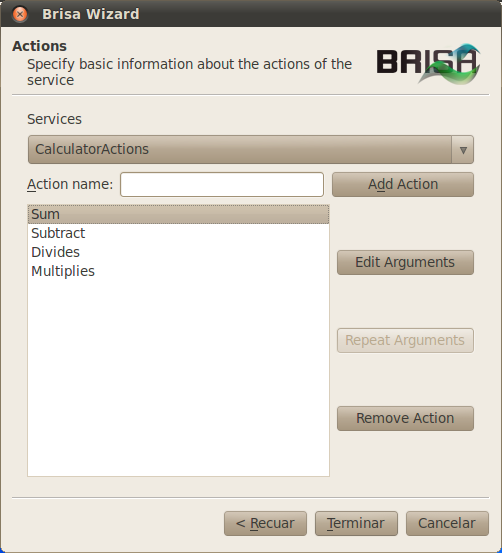 Brisa Wizard
Actions
Specify basic information about the actions of the
service
BRISA
Services
CalculatorActions
Action name:
Add Action
Sum
Subtract
Divides
Multiplies
Edit Arguments
Repeat Arguments
Remove Action
< Recuar
Terminar
Cancelar